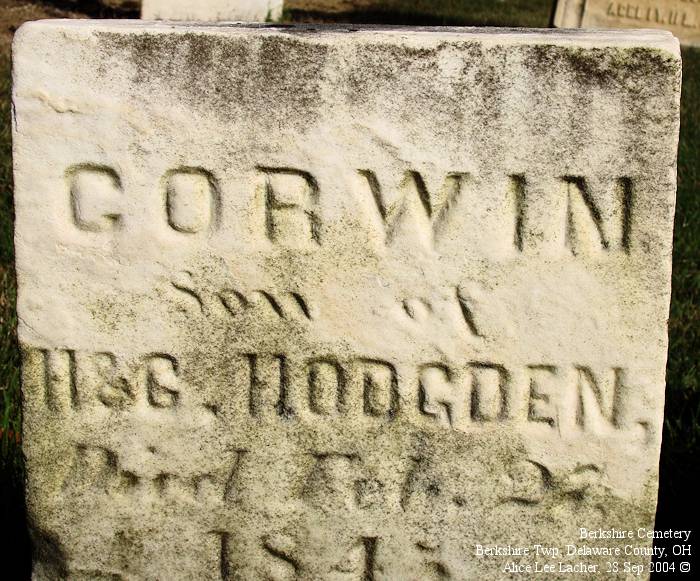 CORWIN
Son of
H & G. HODGDEN,
Died Feb.
Berkshire Cemetery
Berkshire Twp, Delaware County, OH
Alice Lee Lacher, 28 Sep 2004 ©